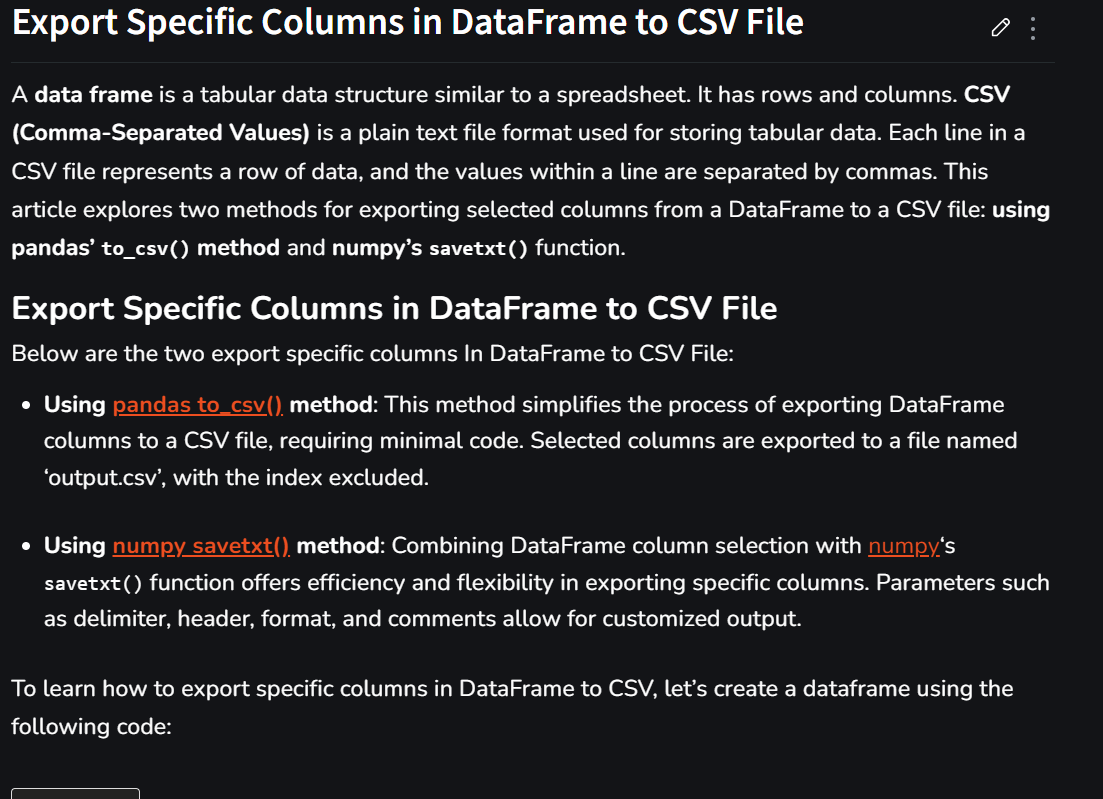 Export Specific Columns in DataFrame to CSV File
A data frame is a tabular data structure similar to a spreadsheet. It has rows and columns. CSV
(Comma-Separated Values) is a plain text file format used for storing tabular data. Each line in a
CSV file represents a row of data, and the values within a line are separated by commas. This
article explores two methods for exporting selected columns from a DataFrame to a CSV file: using
pandas’ to_csv() method and numpy’s savetxt() function.
Export Specific Columns in DataFrame to CSV File
Below are the two export specific columns In DataFrame to CSV File:
• Using pandas to_csv() method: This method simplifies the process of exporting DataFrame
columns to a CSV file, requiring minimal code. Selected columns are exported to a file named
‘output.csv’, with the index excluded.
• Using numpy savetxt() method: Combining DataFrame column selection with numpy‘s
savetxt() function offers efficiency and flexibility in exporting specific columns. Parameters such
as delimiter, header, format, and comments allow for customized output.
To learn how to export specific columns in DataFrame to CSV, let’s create a dataframe using the
following code: